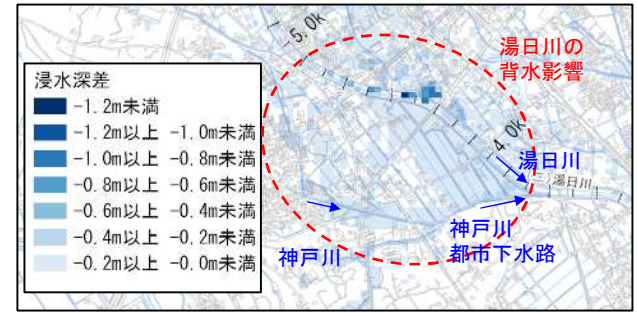 5.0k
湯日川の
背水影響
浸水深差
-1.2m未満
-1.2m以上 -1.0m未満
-1.0m以上 -0.8m未満
-0.8m以上 -0.6m未満
-0.6m以上 -0.4m未満
-0.4m以上 -0.2m未満
-0.2m以上 -0.0m未満
4.0k
湯日川
湯日川
神戸川
神戸川
都市下水路